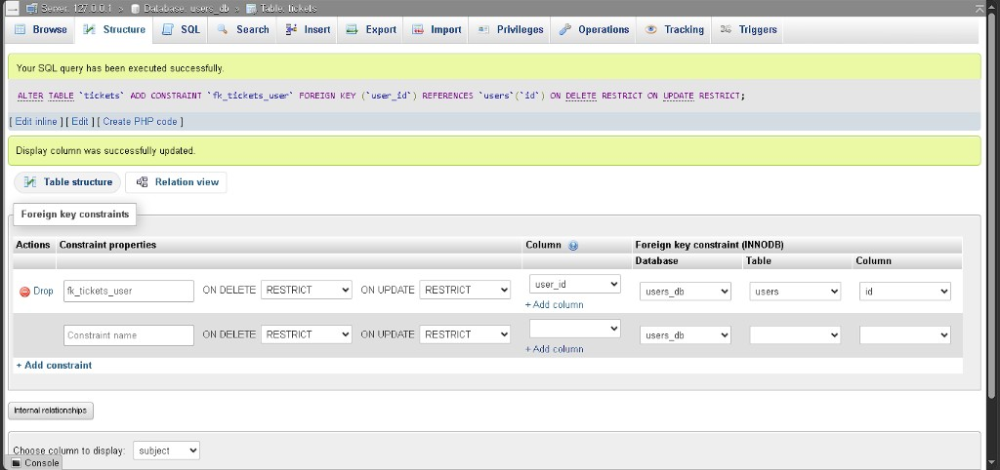 Server: 127.0.0.1 » Database: users_db » Table: tickets
Browse Structure SQL Search Insert Export Import Privileges Operations Tracking Triggers
Your SQL query has been executed successfully.
ALTER TABLE `tickets` ADD CONSTRAINT `fk_tickets_user` FOREIGN KEY (`user_id`) REFERENCES `users`(`id`) ON DELETE RESTRICT ON UPDATE RESTRICT;
[ Edit inline ] [ Edit ] [ Create PHP code ]
Display column was successfully updated.
Table structure Relation view
Foreign key constraints
Actions Constraint properties Column Foreign key constraint (INNODB)
Database Table Column
Drop fk_tickets_user ON DELETE RESTRICT ON UPDATE RESTRICT user_id users_db users id
+ Add column
Constraint name ON DELETE RESTRICT ON UPDATE RESTRICT users_db
+ Add column
+ Add constraint
Internal relationships
Choose column to display: subject
Console